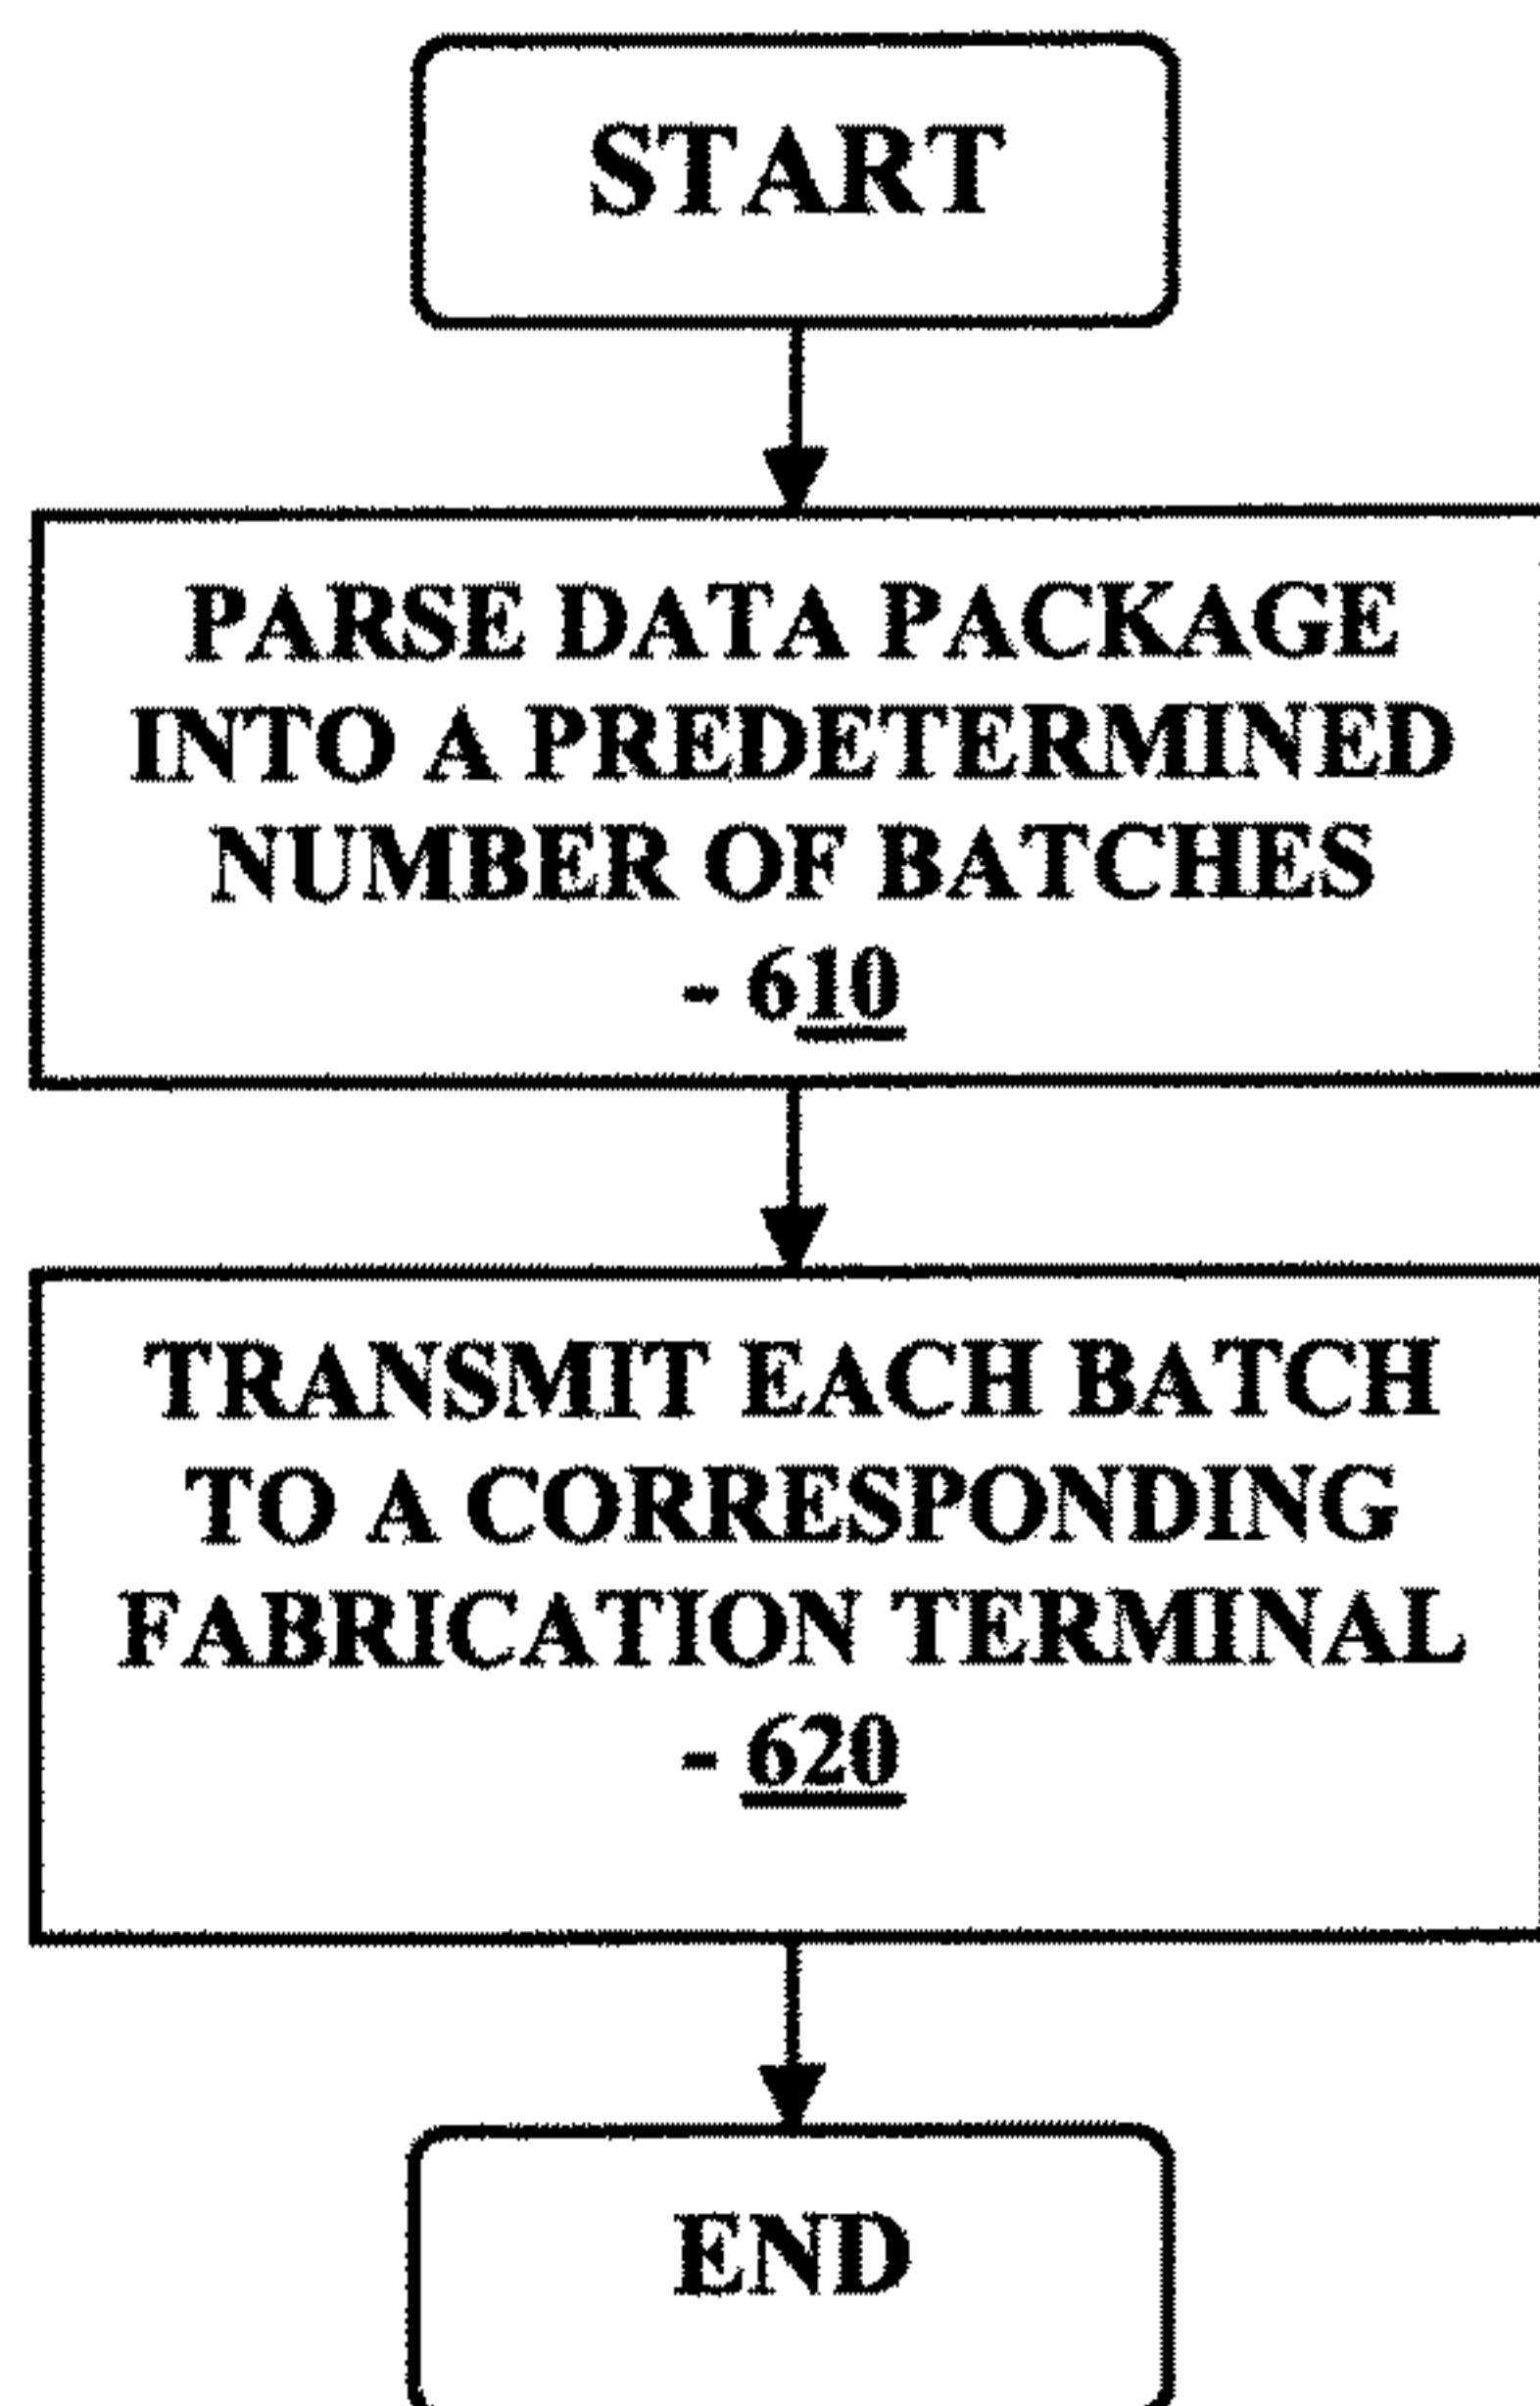 START
PARSE DATA PACKAGE
INTO A PREDETERMINED
NUMBER OF BATCHES
- 610
TRANSMIT EACH BATCH
TO A CORRESPONDING
FABRICATION TERMINAL
- 620
END